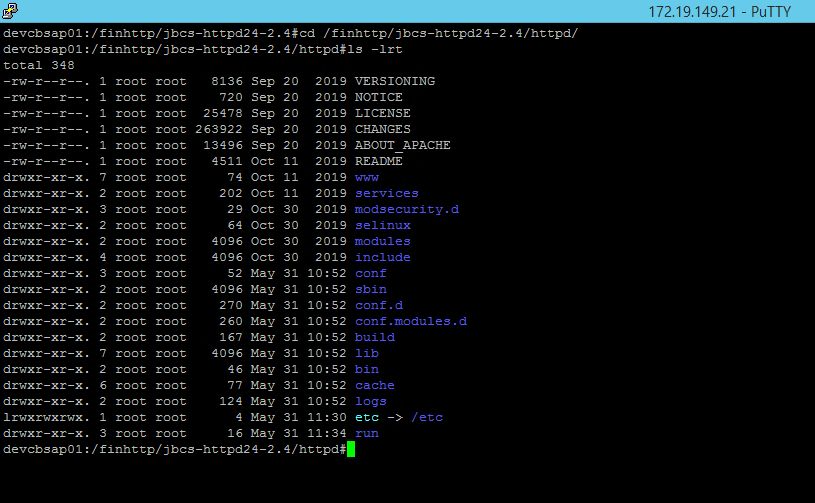 172.19.149.21 - PuTTY
devcbsap01:/finhttp/jbcs-httpd24-2.4#cd /finhttp/jbcs-httpd24-2.4/httpd/
devcbsap01:/finhttp/jbcs-httpd24-2.4/httpd#ls -lrt
total 348
-rw-r--r--. 1 root root   8136 Sep 20  2019 VERSIONING
-rw-r--r--. 1 root root    720 Sep 20  2019 NOTICE
-rw-r--r--. 1 root root  25478 Sep 20  2019 LICENSE
-rw-r--r--. 1 root root 263922 Sep 20  2019 CHANGES
-rw-r--r--. 1 root root  13496 Sep 20  2019 ABOUT_APACHE
-rw-r--r--. 1 root root   4511 Oct 11  2019 README
drwxr-xr-x. 7 root root     74 Oct 11  2019 www
drwxr-xr-x. 2 root root    202 Oct 11  2019 services
drwxr-xr-x. 3 root root     29 Oct 30  2019 modsecurity.d
drwxr-xr-x. 2 root root     64 Oct 30  2019 selinux
drwxr-xr-x. 2 root root   4096 Oct 30  2019 modules
drwxr-xr-x. 4 root root   4096 Oct 30  2019 include
drwxr-xr-x. 3 root root     52 May 31 10:52 conf
drwxr-xr-x. 2 root root   4096 May 31 10:52 sbin
drwxr-xr-x. 2 root root    270 May 31 10:52 conf.d
drwxr-xr-x. 2 root root    260 May 31 10:52 conf.modules.d
drwxr-xr-x. 2 root root    167 May 31 10:52 build
drwxr-xr-x. 7 root root   4096 May 31 10:52 lib
drwxr-xr-x. 2 root root     46 May 31 10:52 bin
drwxr-xr-x. 6 root root     77 May 31 10:52 cache
drwxr-xr-x. 2 root root    124 May 31 10:52 logs
lrwxrwxrwx. 1 root root      4 May 31 11:30 etc -> /etc
drwxr-xr-x. 3 root root     16 May 31 11:34 run
devcbsap01:/finhttp/jbcs-httpd24-2.4/httpd#